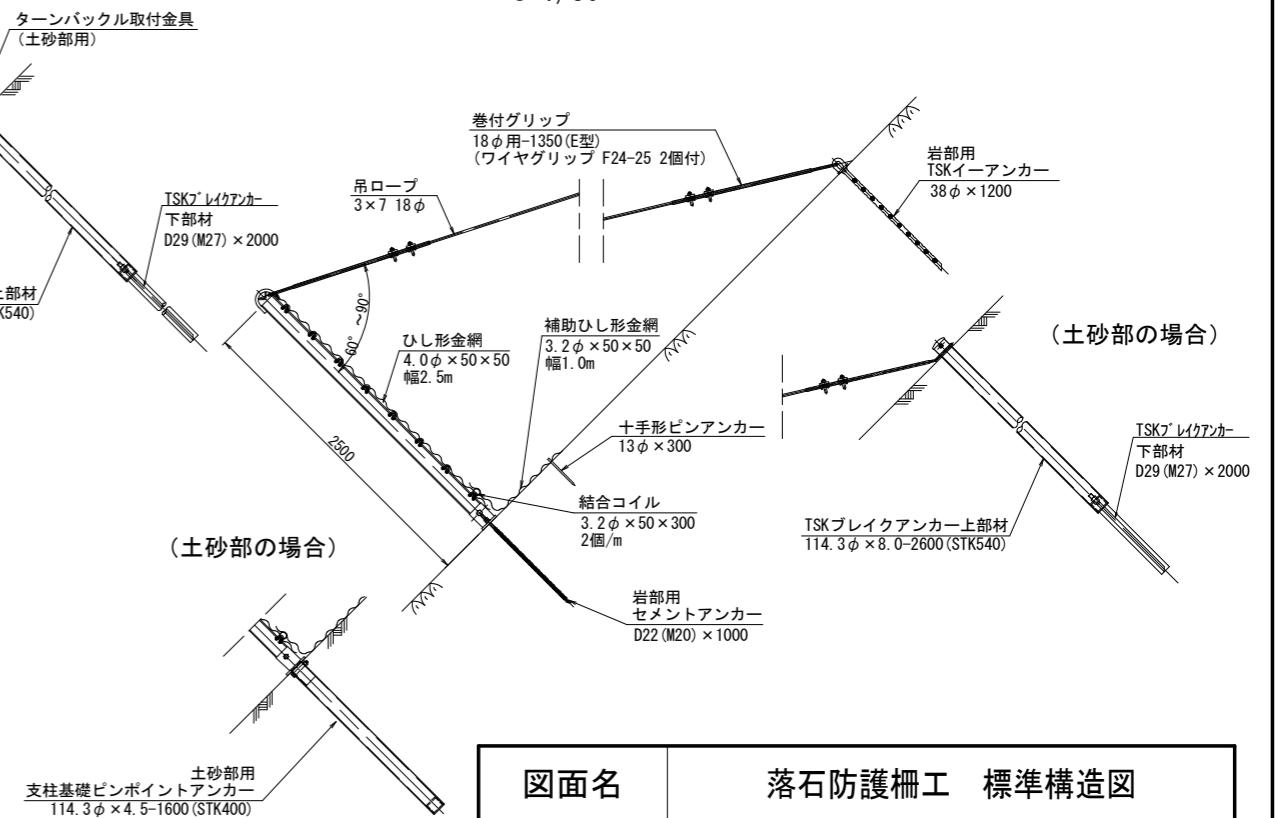 ターンバックル取付金具
(土砂部用)
巻付グリップ
18φ用-1350(E型)
(ワイヤグリップ F24-25 2個付)
岩部用
TSKイーアンカー
38φ×1200
吊ロープ
3×7 18φ
TSKブレイクアンカー
下部材
D29(M27)×2000
上部材
K540)
60°~90°
ひし形金網
4.0φ×50×50
幅2.5m
補助ひし形金網
3.2φ×50×50
幅1.0m
(土砂部の場合)
2500
十手形ピンアンカー
13φ×300
TSKブレイクアンカー
下部材
D29(M27)×2000
結合コイル
3.2φ×50×300
2個/m
TSKブレイクアンカー上部材
114.3φ×8.0-2600(STK540)
(土砂部の場合)
岩部用
セメントアンカー
D22(M20)×1000
土砂部用
支柱基礎ピンポイントアンカー
114.3φ×4.5-1600(STK400)
図面名 落石防護柵工 標準構造図